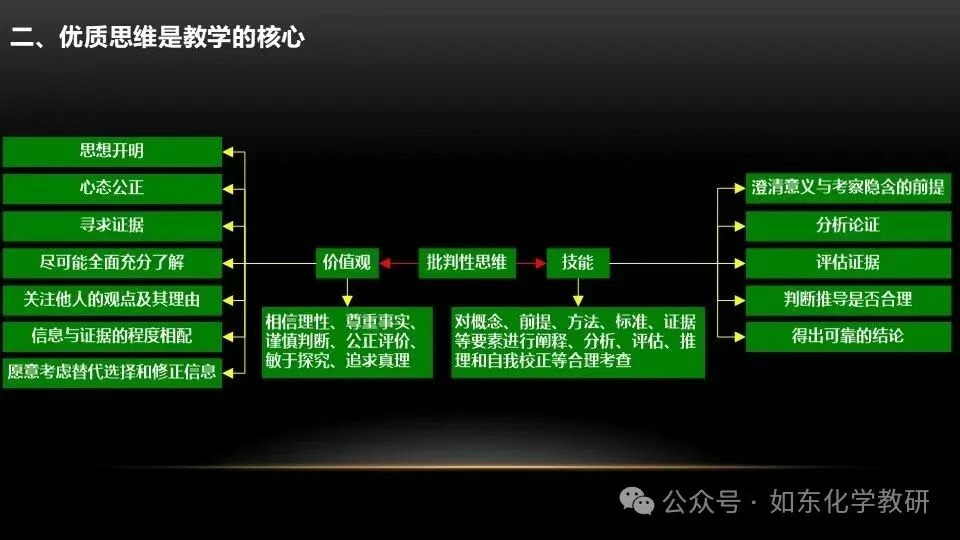 二、优质思维是教学的核心
思想开明
心态公正
寻求证据
尽可能全面充分了解
关注他人的观点及其理由
信息与证据的程度相配
愿意考虑替代选择和修正信息
价值观
批判性思维
技能
相信理性、尊重事实、
谨慎判断、公正评价、
敏于探究、追求真理
对概念、前提、方法、标准、证据
等要素进行阐释、分析、评估、推
理和自我校正等合理考查
澄清意义与考察隐含的前提
分析论证
评估证据
判断推导是否合理
得出可靠的结论
公众号·如东化学教研